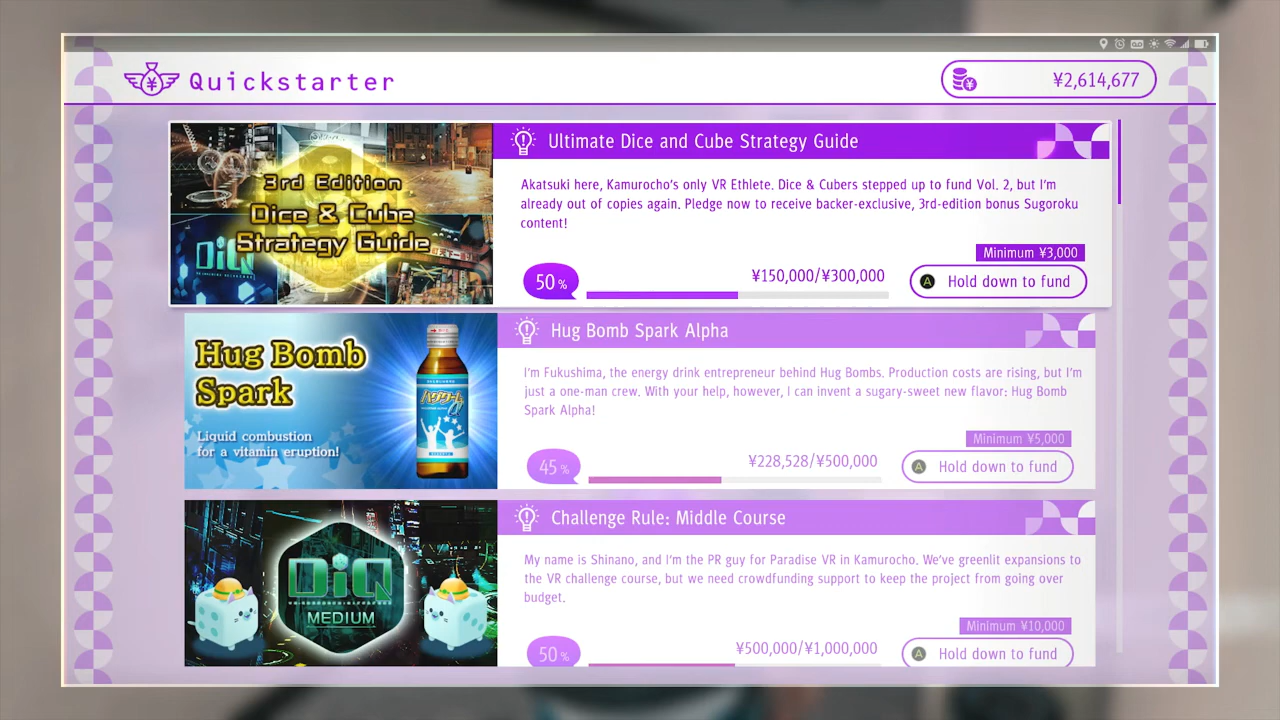 Quickstarter
¥2,614,677
3rd Edition
Dice & Cube
Strategy Guide
DiQ
Ultimate Dice and Cube Strategy Guide
Akatsuki here, Kamurocho's only VR Ethlete. Dice & Cubers stepped up to fund Vol. 2, but I'm
already out of copies again. Pledge now to receive backer-exclusive, 3rd-edition bonus Sugoroku
content!
Minimum ¥3,000
50%
¥150,000/¥300,000
A Hold down to fund
Hug Bomb
Spark
Liquid combustion
for a vitamin eruption!
Hug Bomb Spark Alpha
I'm Fukushima, the energy drink entrepreneur behind Hug Bombs. Production costs are rising, but I'm
just a one-man crew. With your help, however, I can invent a sugary-sweet new flavor: Hug Bomb
Spark Alpha!
Minimum ¥5,000
45%
¥228,528/¥500,000
A Hold down to fund
DiQ
MEDIUM
Challenge Rule: Middle Course
My name is Shinano, and I'm the PR guy for Paradise VR in Kamurocho. We've greenlit expansions to
the VR challenge course, but we need crowdfunding support to keep the project from going over
budget.
Minimum ¥10,000
50%
¥500,000/¥1,000,000
A Hold down to fund